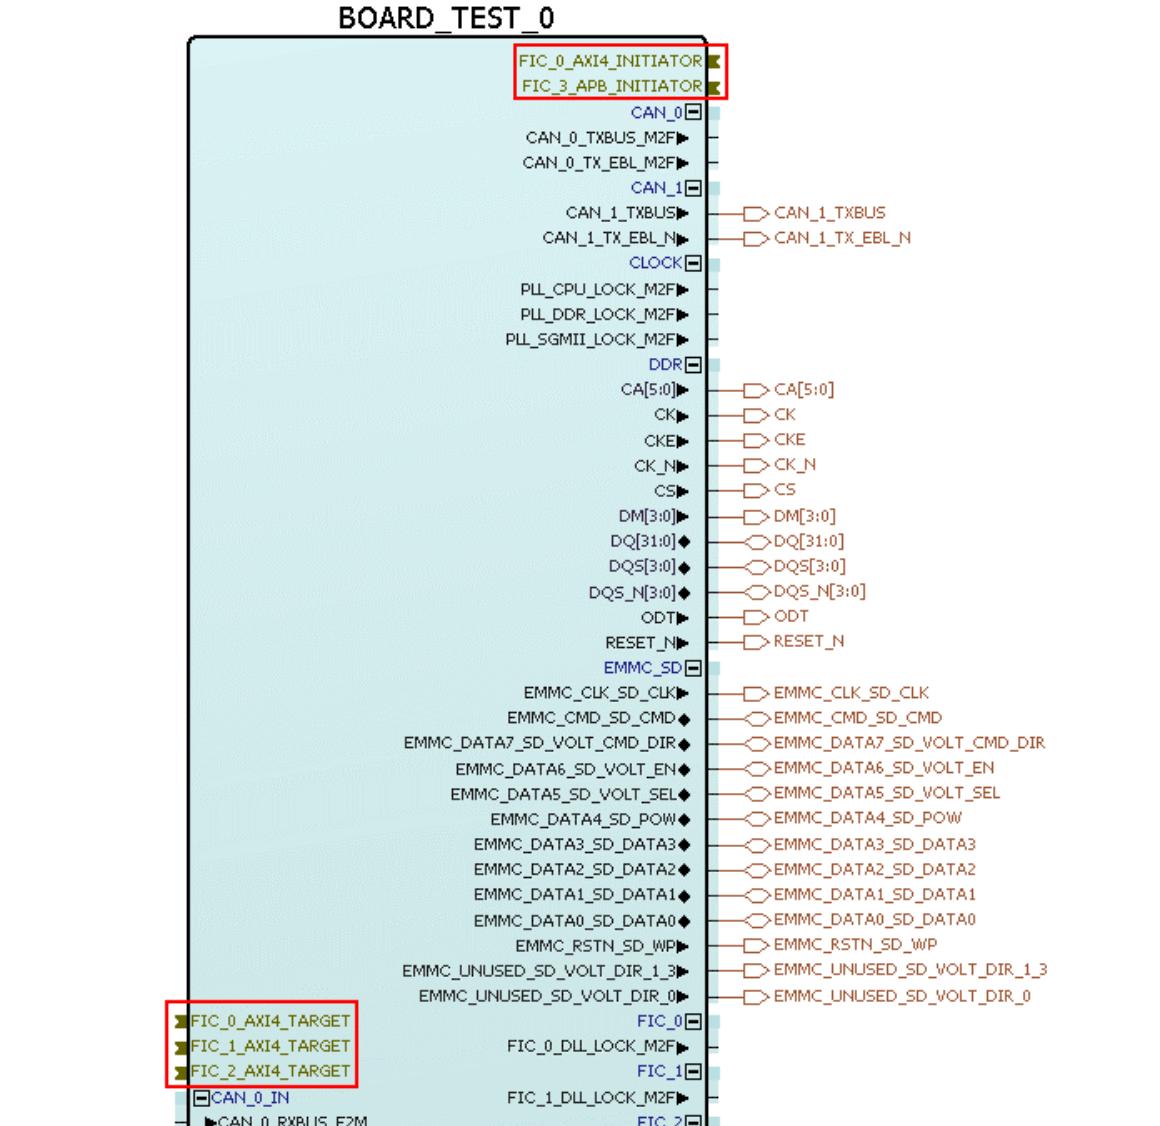 BOARD_TEST_0
FIC_0_AXI4_INITIATOR
FIC_3_APB_INITIATOR
CAN_0
CAN_0_TXBUS_M2F
CAN_0_TX_EBL_M2F
CAN_1
CAN_1_TXBUS CAN_1_TXBUS
CAN_1_TX_EBL_N CAN_1_TX_EBL_N
CLOCK
PLL_CPU_LOCK_M2F
PLL_DDR_LOCK_M2F
PLL_SGMII_LOCK_M2F
DDR
CA[5:0] CA[5:0]
CK CK
CKE CKE
CK_N CK_N
CS CS
DM[3:0] DM[3:0]
DQ[31:0] DQ[31:0]
DQS[3:0] DQS[3:0]
DQS_N[3:0] DQS_N[3:0]
ODT ODT
RESET_N RESET_N
EMMC_SD
EMMC_CLK_SD_CLK EMMC_CLK_SD_CLK
EMMC_CMD_SD_CMD EMMC_CMD_SD_CMD
EMMC_DATA7_SD_VOLT_CMD_DIR EMMC_DATA7_SD_VOLT_CMD_DIR
EMMC_DATA6_SD_VOLT_EN EMMC_DATA6_SD_VOLT_EN
EMMC_DATA5_SD_VOLT_SEL EMMC_DATA5_SD_VOLT_SEL
EMMC_DATA4_SD_POW EMMC_DATA4_SD_POW
EMMC_DATA3_SD_DATA3 EMMC_DATA3_SD_DATA3
EMMC_DATA2_SD_DATA2 EMMC_DATA2_SD_DATA2
EMMC_DATA1_SD_DATA1 EMMC_DATA1_SD_DATA1
EMMC_DATA0_SD_DATA0 EMMC_DATA0_SD_DATA0
EMMC_RSTN_SD_WP EMMC_RSTN_SD_WP
EMMC_UNUSED_SD_VOLT_DIR_1_3 EMMC_UNUSED_SD_VOLT_DIR_1_3
EMMC_UNUSED_SD_VOLT_DIR_0 EMMC_UNUSED_SD_VOLT_DIR_0
FIC_0_AXI4_TARGET FIC_0
FIC_1_AXI4_TARGET FIC_0_DLL_LOCK_M2F
FIC_2_AXI4_TARGET FIC_1
CAN_0_IN FIC_1_DLL_LOCK_M2F
CAN_0_RXBUS_F2M FIC_2